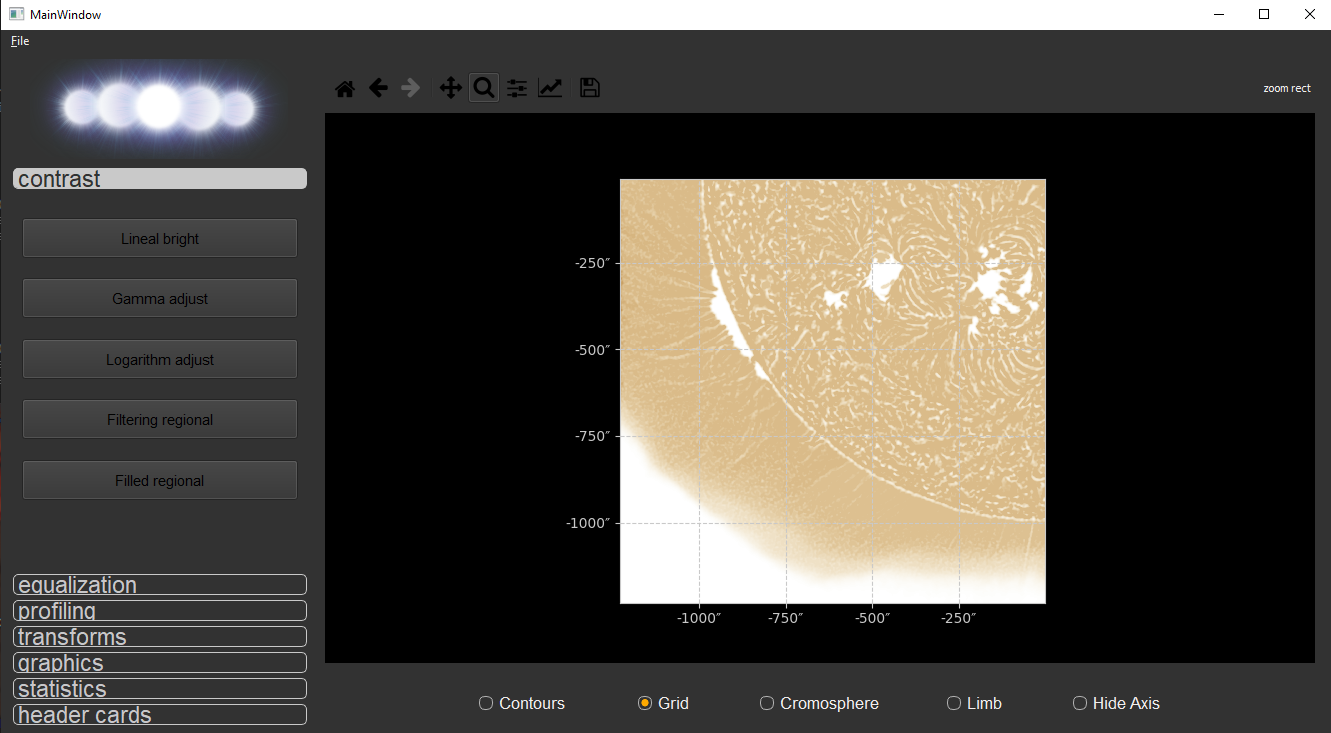 MainWindow
File
zoom rect
contrast
Lineal bright
Gamma adjust
Logarithm adjust
Filtering regional
Filled regional
equalization
profiling
transforms
graphics
statistics
header cards
-250″
-500″
-750″
-1000″
-1000″ -750″ -500″ -250″
Contours Grid Cromosphere Limb Hide Axis